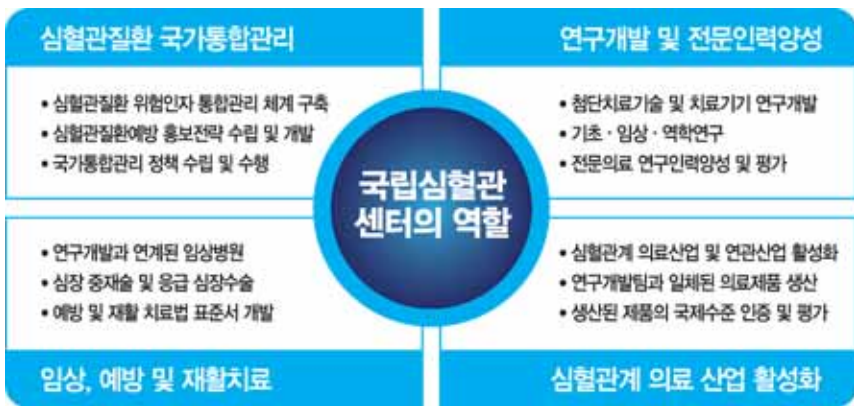 심혈관질환 국가통합관리
• 심혈관질환 위험인자 통합관리 체계 구축
• 심혈관질환예방 홍보전략 수립 및 개발
• 국가통합관리 정책 수립 및 수행
연구개발 및 전문인력양성
• 첨단치료기술 및 치료기기 연구개발
• 기초 · 임상 · 역학연구
• 전문의료 연구인력양성 및 평가
국립심혈관
센터의 역할
• 연구개발과 연계된 임상병원
• 심장 중재술 및 응급 심장수술
• 예방 및 재활 치료법 표준서 개발
임상, 예방 및 재활치료
• 심혈관계 의료산업 및 연관산업 활성화
• 연구개발팀과 일체된 의료제품 생산
• 생산된 제품의 국제수준 인증 및 평가
심혈관계 의료 산업 활성화